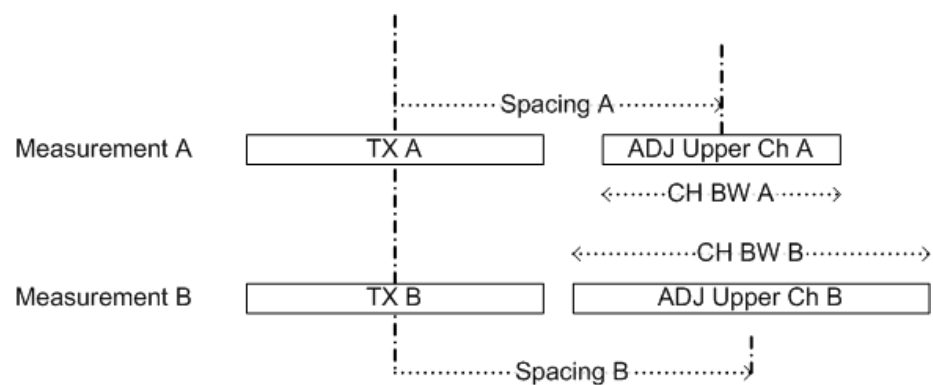 Spacing A
Measurement A
TX A
ADJ Upper Ch A
CH BW A
CH BW B
Measurement B
TX B
ADJ Upper Ch B
Spacing B